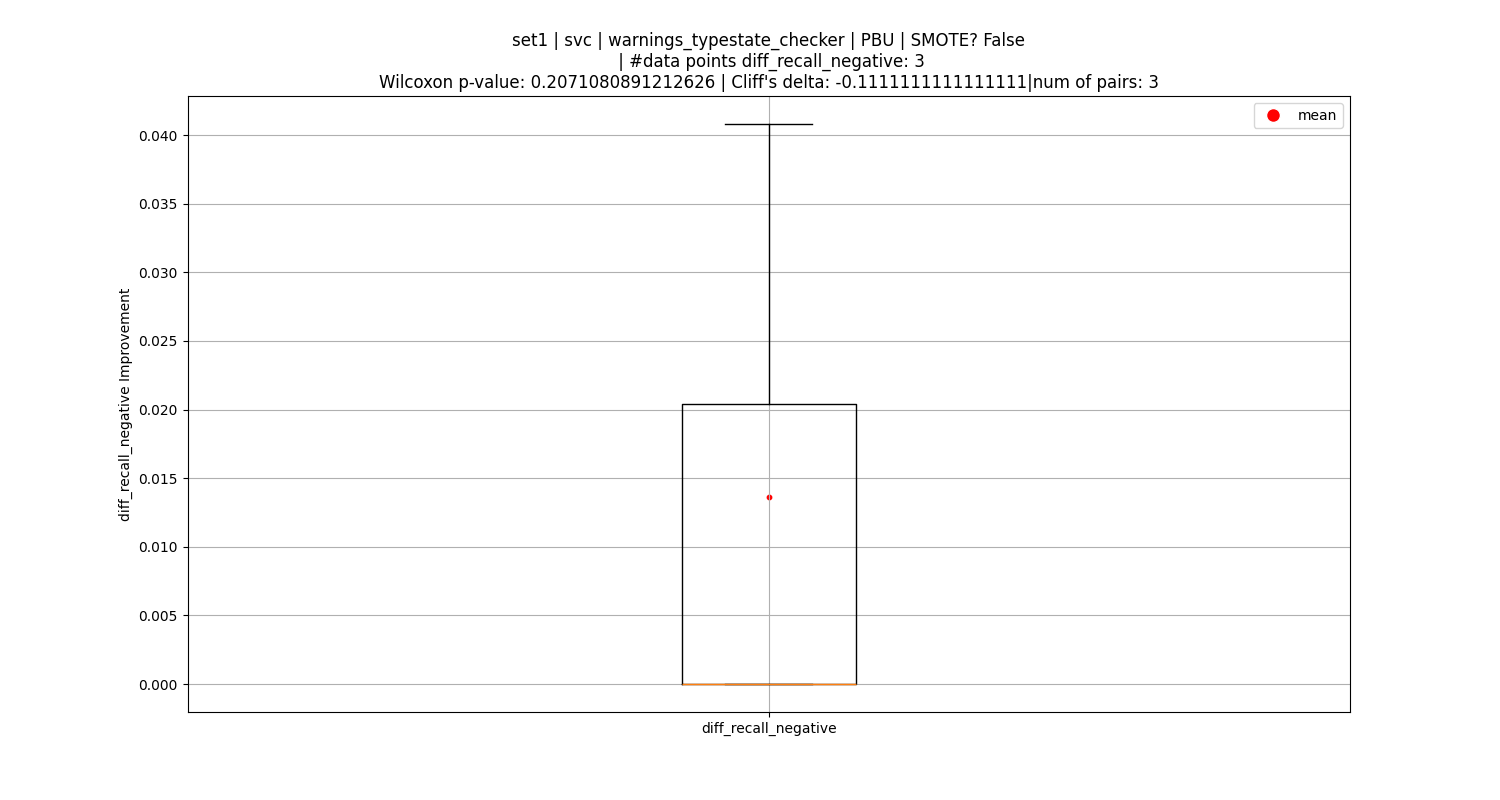 set1 | svc | warnings_typestate_checker | PBU | SMOTE? False
| #data points diff_recall_negative: 3
Wilcoxon p-value: 0.2071080891212626 | Cliff's delta: -0.1111111111111111|num of pairs: 3
mean
0.040
0.035
0.030
0.025
0.020
0.015
0.010
0.005
0.000
diff_recall_negative Improvement
diff_recall_negative